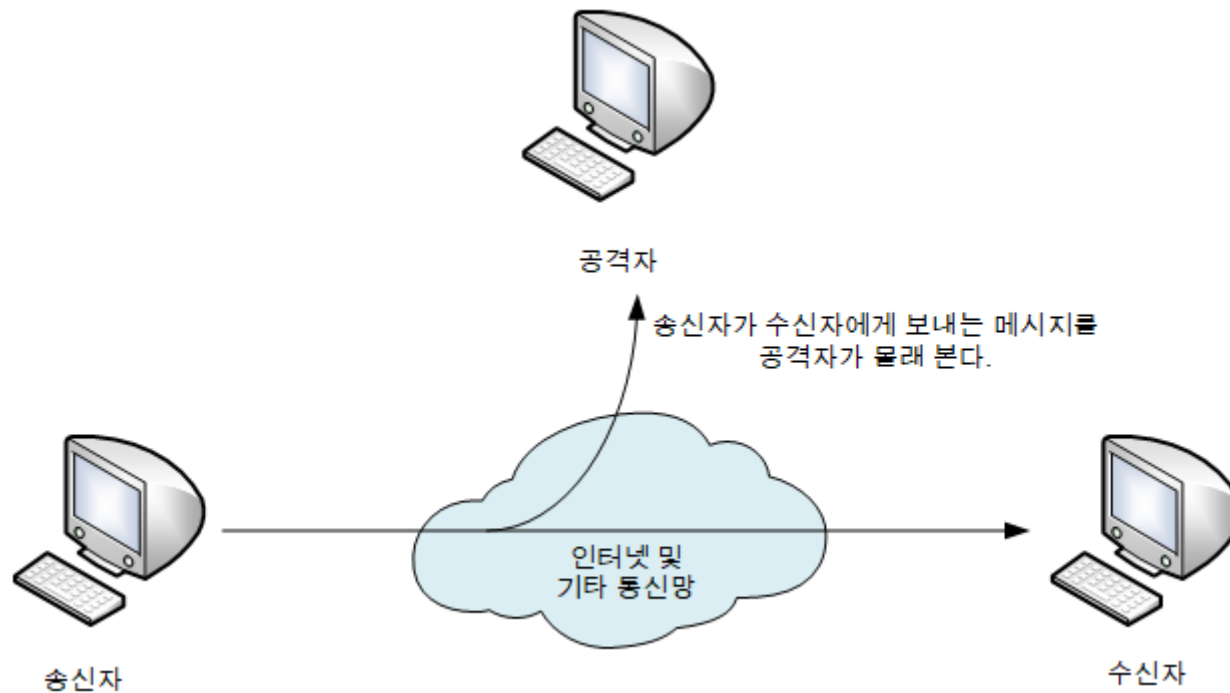 공격자
송신자가 수신자에게 보내는 메시지를
공격자가 몰래 본다.
인터넷 및
기타 통신망
송신자
수신자